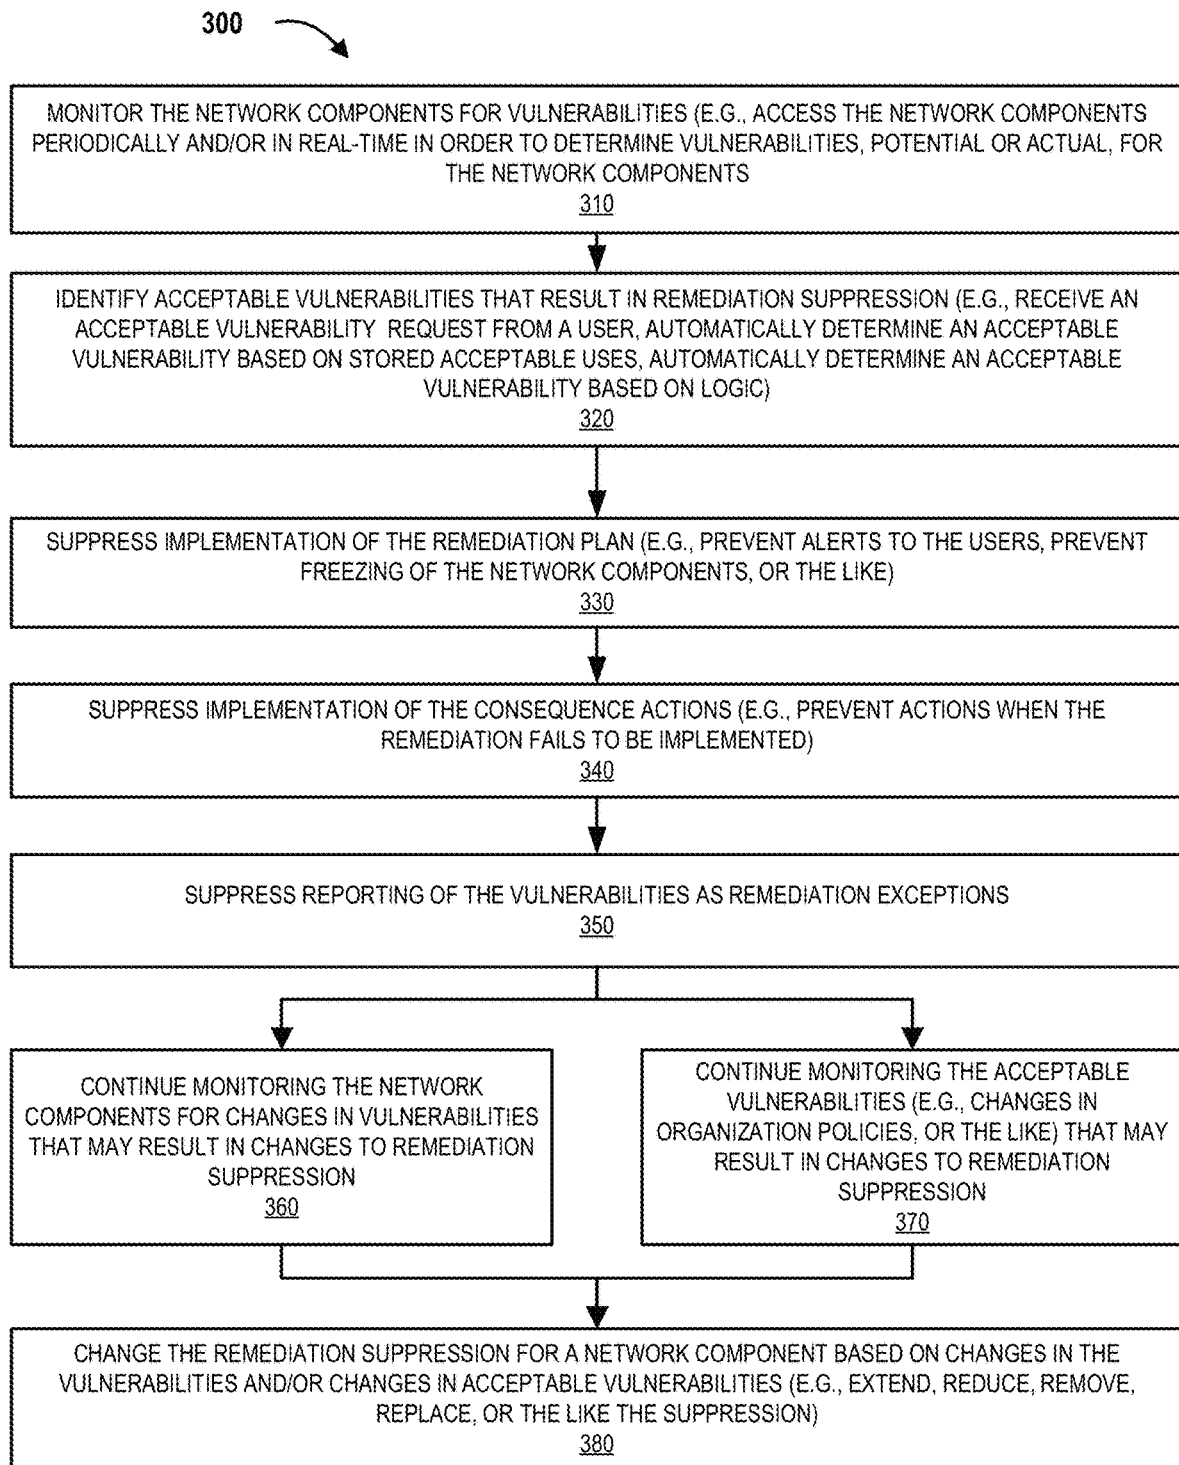 300
MONITOR THE NETWORK COMPONENTS FOR VULNERABILITIES (E.G., ACCESS THE NETWORK COMPONENTS
PERIODICALLY AND/OR IN REAL-TIME IN ORDER TO DETERMINE VULNERABILITIES, POTENTIAL OR ACTUAL, FOR
THE NETWORK COMPONENTS
310
IDENTIFY ACCEPTABLE VULNERABILITIES THAT RESULT IN REMEDIATION SUPPRESSION (E.G., RECEIVE AN
ACCEPTABLE VULNERABILITY REQUEST FROM A USER, AUTOMATICALLY DETERMINE AN ACCEPTABLE
VULNERABILITY BASED ON STORED ACCEPTABLE USES, AUTOMATICALLY DETERMINE AN ACCEPTABLE
VULNERABILITY BASED ON LOGIC)
320
SUPPRESS IMPLEMENTATION OF THE REMEDIATION PLAN (E.G., PREVENT ALERTS TO THE USERS, PREVENT
FREEZING OF THE NETWORK COMPONENTS, OR THE LIKE)
330
SUPPRESS IMPLEMENTATION OF THE CONSEQUENCE ACTIONS (E.G., PREVENT ACTIONS WHEN THE
REMEDIATION FAILS TO BE IMPLEMENTED)
340
SUPPRESS REPORTING OF THE VULNERABILITIES AS REMEDIATION EXCEPTIONS
350
CONTINUE MONITORING THE NETWORK
COMPONENTS FOR CHANGES IN VULNERABILITIES
THAT MAY RESULT IN CHANGES TO REMEDIATION
SUPPRESSION
360
CONTINUE MONITORING THE ACCEPTABLE
VULNERABILITIES (E.G., CHANGES IN
ORGANIZATION POLICIES, OR THE LIKE) THAT MAY
RESULT IN CHANGES TO REMEDIATION
SUPPRESSION
370
CHANGE THE REMEDIATION SUPPRESSION FOR A NETWORK COMPONENT BASED ON CHANGES IN THE
VULNERABILITIES AND/OR CHANGES IN ACCEPTABLE VULNERABILITIES (E.G., EXTEND, REDUCE, REMOVE,
REPLACE, OR THE LIKE THE SUPPRESSION)
380